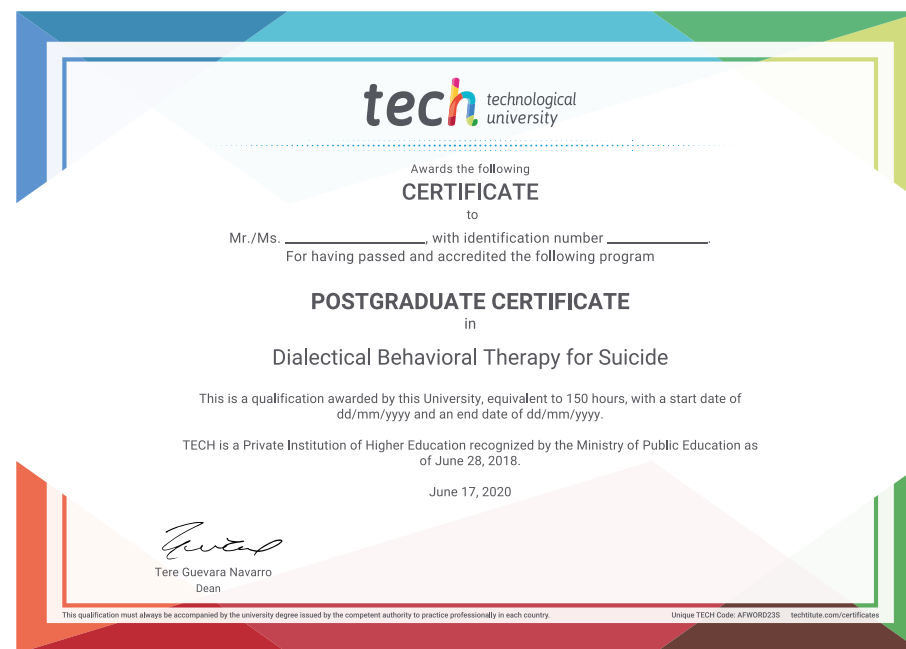 tech technological
university
Awards the following
CERTIFICATE
to
Mr./Ms. ____________________, with identification number ______________.
For having passed and accredited the following program
POSTGRADUATE CERTIFICATE
in
Dialectical Behavioral Therapy for Suicide
This is a qualification awarded by this University, equivalent to 150 hours, with a start date of
dd/mm/yyyy and an end date of dd/mm/yyyy.
TECH is a Private Institution of Higher Education recognized by the Ministry of Public Education as
of June 28, 2018.
June 17, 2020
Tere Guevara Navarro
Dean
This qualification must always be accompanied by the university degree issued by the competent authority to practice professionally in each country.
Unique TECH Code: AFWORD23S techtitute.com/certificates